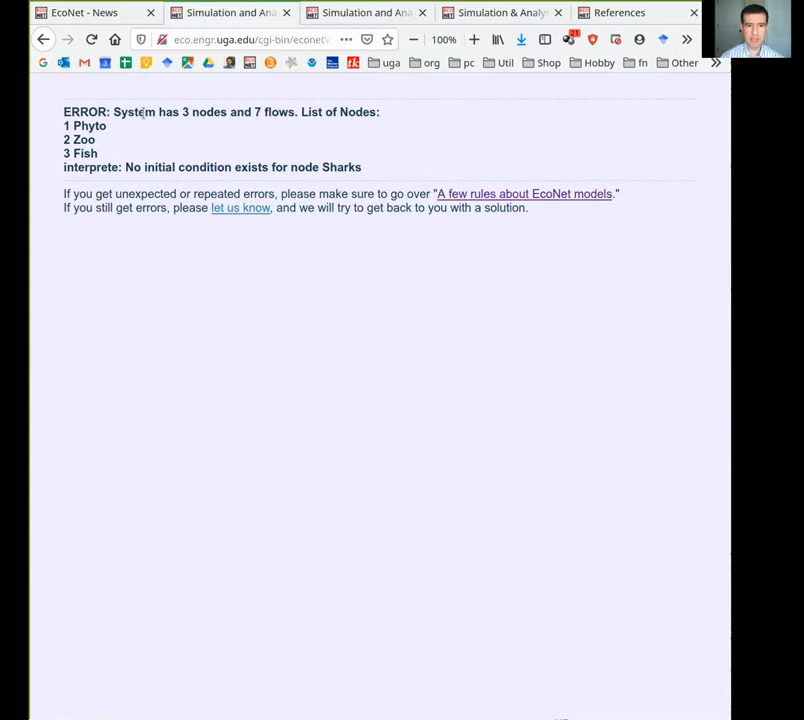 EcoNet - News
Simulation and Ana
Simulation and Ana
Simulation & Analys
References
eco.engr.uga.edu/cgi-bin/econetV
100%
21
uga
org
pc
Util
Shop
Hobby
fn
Other
ERROR: System has 3 nodes and 7 flows. List of Nodes:
1 Phyto
2 Zoo
3 Fish
interprete: No initial condition exists for node Sharks
If you get unexpected or repeated errors, please make sure to go over "A few rules about EcoNet models."
If you still get errors, please let us know, and we will try to get back to you with a solution.